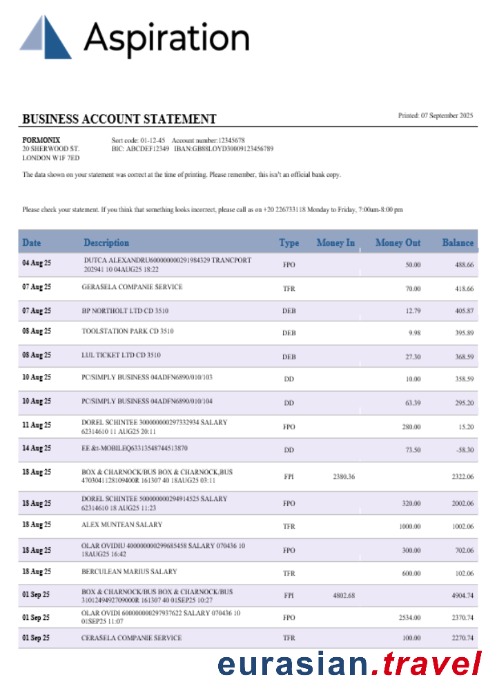 Aspiration
BUSINESS ACCOUNT STATEMENT
Printed: 07 September 2025
FORMONIX
20 SHERWOOD ST.
LONDON W1F 7ED
Sort code: 01-12-45 Account number:12345678
BIC: ABCDEF12349 IBAN:GB88LOYD30009123456789
The data shown on your statement was correct at the time of printing. Please remember, this isn't an official bank copy.
Please check your statement. If you think that something looks incorrect, please call us on +20 226733118 Monday to Friday, 7:00am-8:00 pm
Date Description Type Money In Money Out Balance
04 Aug 25 DUTCA ALEXANDRU600000000291984329 TRANCPORT FPO 50.00 488.66
202941 10 04AUG25 18:22
07 Aug 25 GERASELA COMPANIE SERVICE TFR 70.00 418.66
07 Aug 25 BP NORTHOLT LTD CD 3510 DEB 12.79 405.87
08 Aug 25 TOOLSTATION PARK CD 3510 DEB 9.98 395.89
08 Aug 25 LUL TICKET LTD CD 3510 DEB 27.30 368.59
10 Aug 25 PC/SIMPLY BUSINESS 04ADFN6890/010/103 DD 10.00 358.59
10 Aug 25 PC/SIMPLY BUSINESS 04ADFN6890/010/104 DD 63.39 295.20
11 Aug 25 DOREL SCHINTEE 300000000297332934 SALARY FPO 280.00 15.20
62314610 11 AUG25 20:11
14 Aug 25 EE &t-MOBILEQ63313548744513870 DD 73.50 -58.30
18 Aug 25 BOX & CHARNOCK/BUS BOX & CHARNOCK,BUS FPI 2380.36 2322.06
470304112810940OR 161307 40 18AUG25 03:11
18 Aug 25 DOREL SCHINTEE 500000000294914525 SALARY FPO 320.00 2002.06
62314610 18 AUG25 11:23
18 Aug 25 ALEX MUNTEAN SALARY TFR 1000.00 1002.06
18 Aug 25 OLAR OVIDIU 400000000299685458 SALARY 070436 10 FPO 300.00 702.06
18AUG25 16:42
18 Aug 25 BERCULEAN MARIUS SALARY TFR 600.00 102.06
01 Sep 25 BOX & CHARNOCK/BUS BOX & CHARNOCK/BUS FPI 4802.68 4904.74
310124949270900R 161307 40 01SEP25 10:27
01 Sep 25 OLAR OVIDI 600000000297937622 SALARY 070436 10 FPO 2534.00 2370.74
01SEP25 11:07
01 Sep 25 CERASELA COMPANIE SERVICE TFR 100.00 2270.74
eurasian.travel